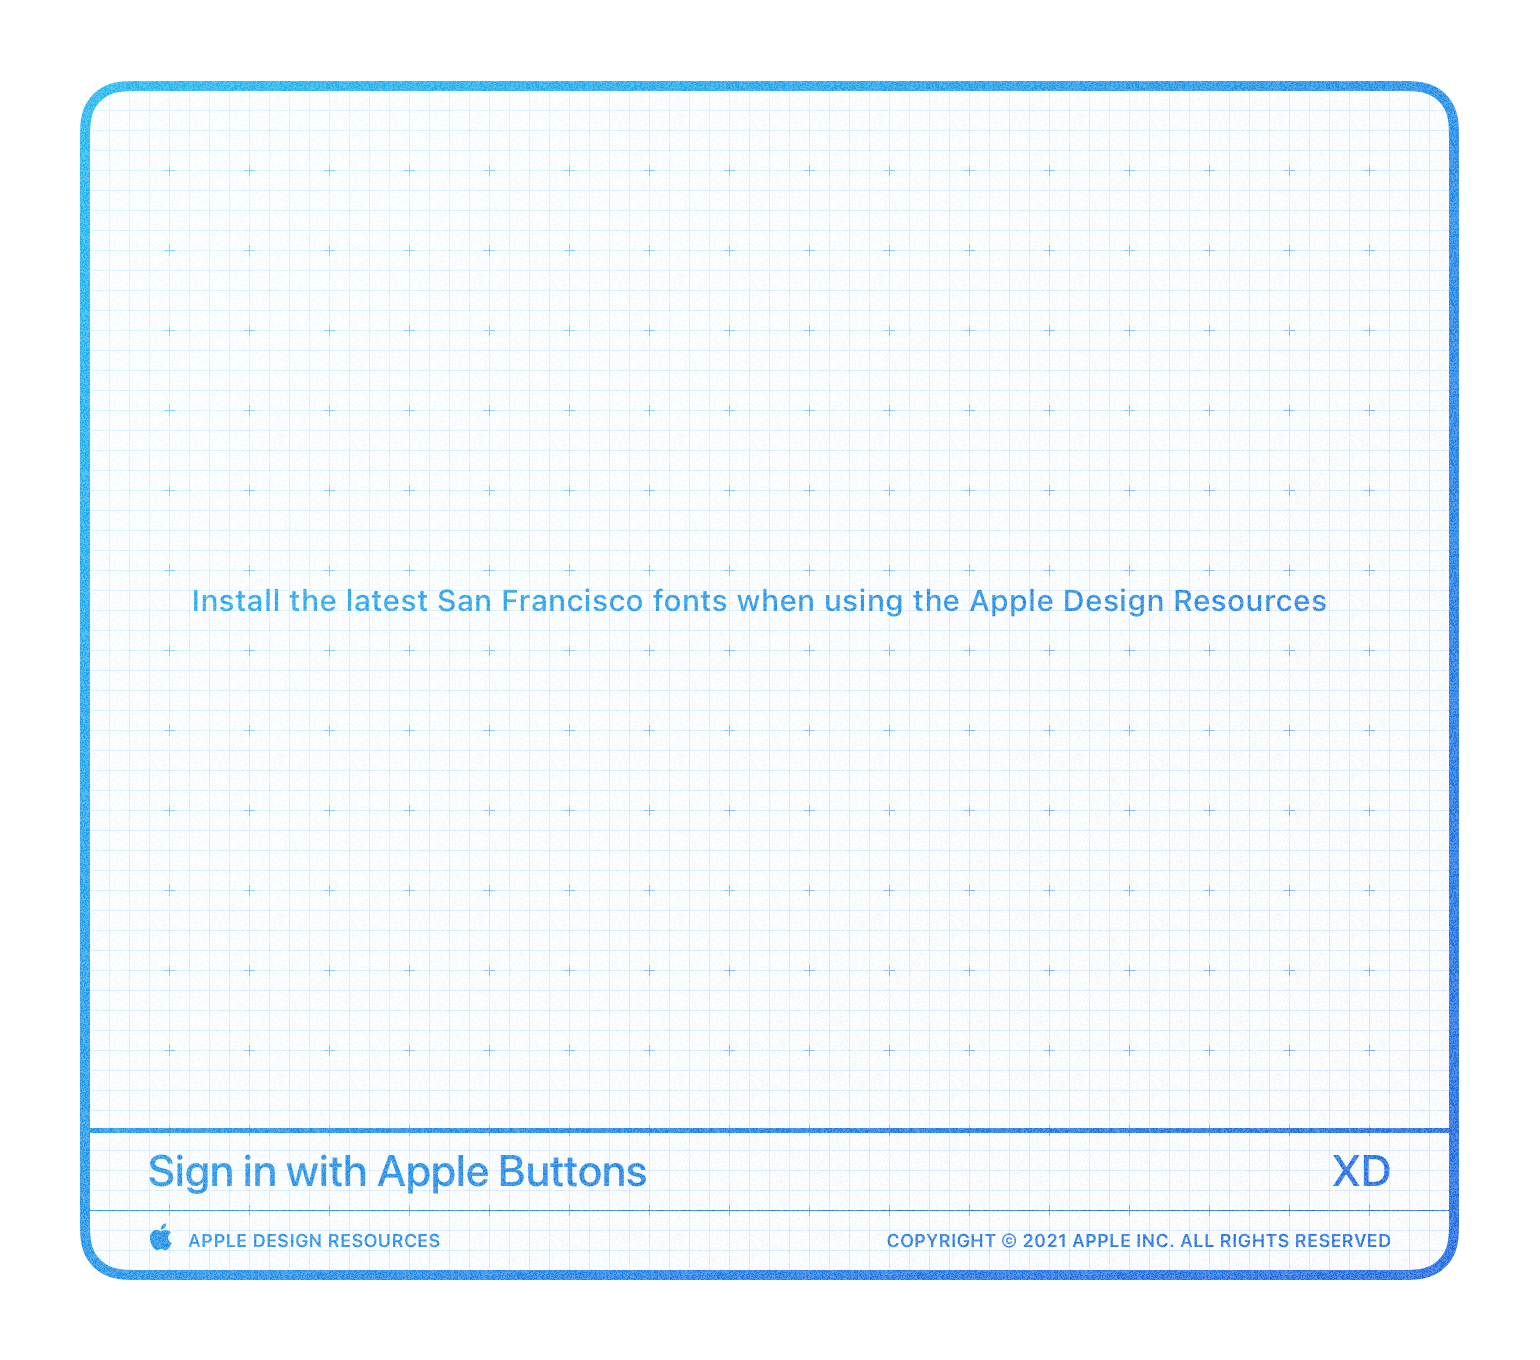 Install the latest San Francisco fonts when using the Apple Design Resources
Sign in with Apple Buttons
XD
APPLE DESIGN RESOURCES
COPYRIGHT © 2021 APPLE INC. ALL RIGHTS RESERVED